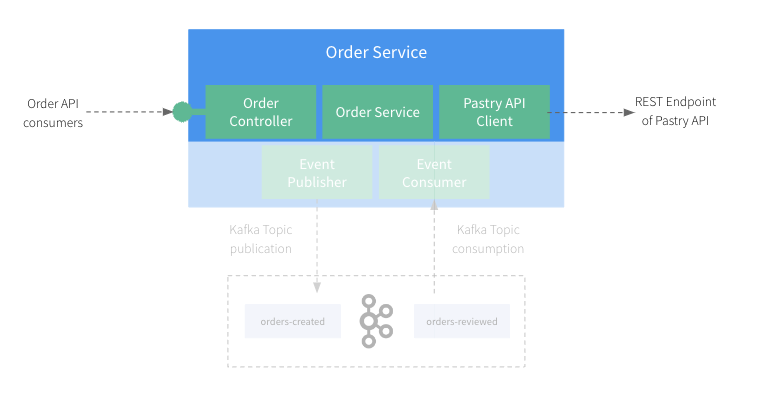 Order Service
Order API
consumers
Order
Controller
Order Service
Pastry API
Client
REST Endpoint
of Pastry API
Event
Publisher
Event
Consumer
Kafka Topic
publication
Kafka Topic
consumption
orders-created
orders-reviewed